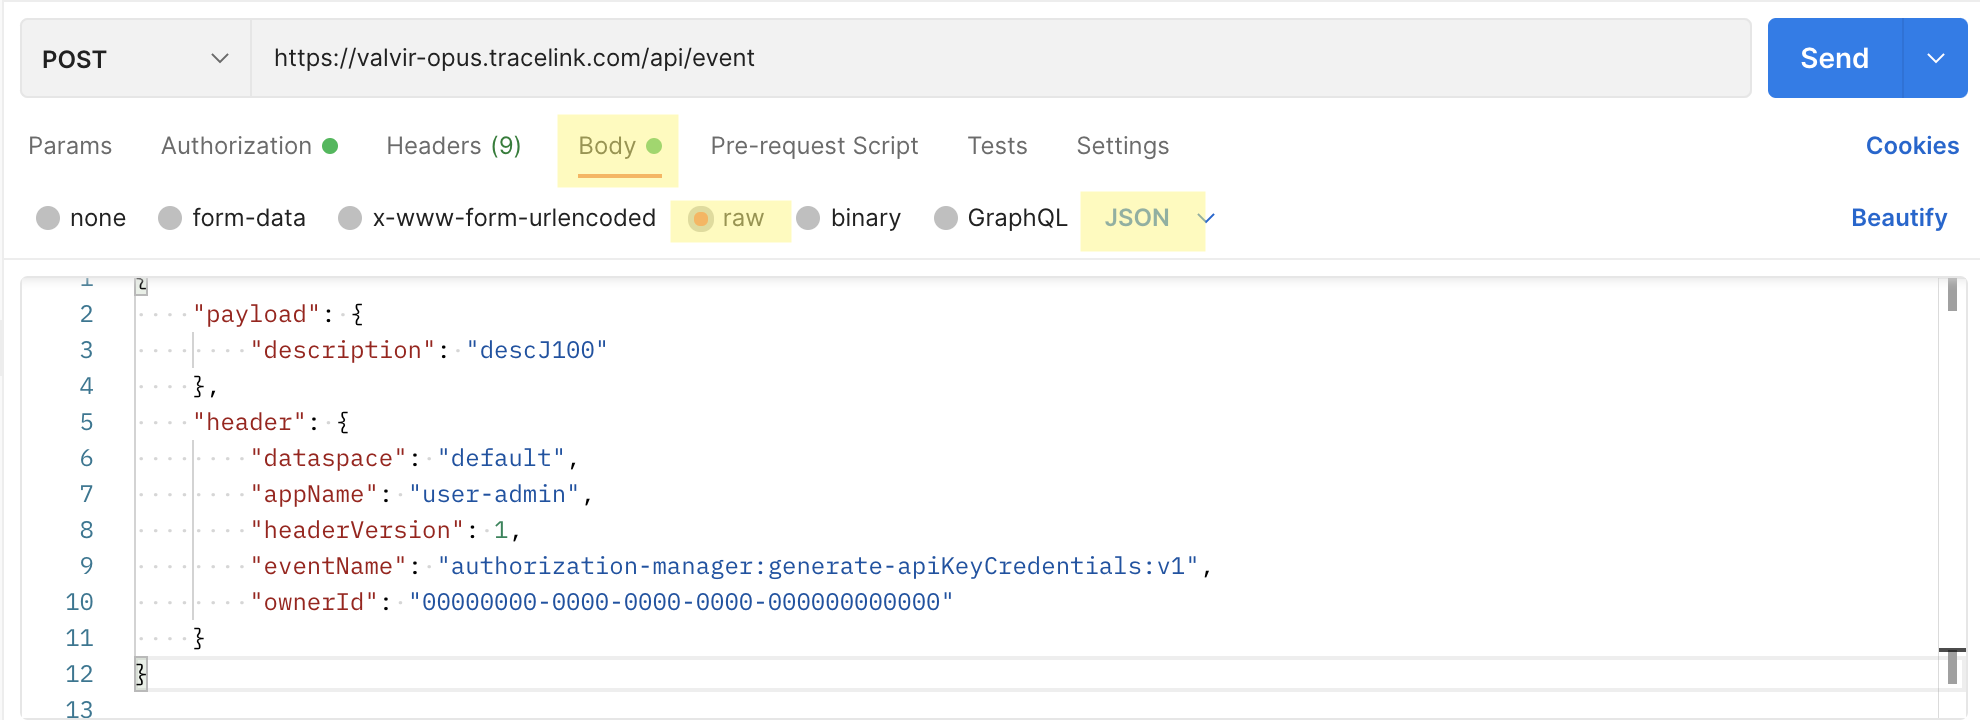 POST https://valvir-opus.tracelink.com/api/event Send
Params Authorization Headers (9) Body Pre-request Script Tests Settings Cookies
none form-data x-www-form-urlencoded raw binary GraphQL JSON Beautify
1 {
2 "payload": {
3 "description": "descJ100"
4 },
5 "header": {
6 "dataspace": "default",
7 "appName": "user-admin",
8 "headerVersion": 1,
9 "eventName": "authorization-manager:generate-apiKeyCredentials:v1",
10 "ownerId": "00000000-0000-0000-0000-000000000000"
11 }
12 }
13